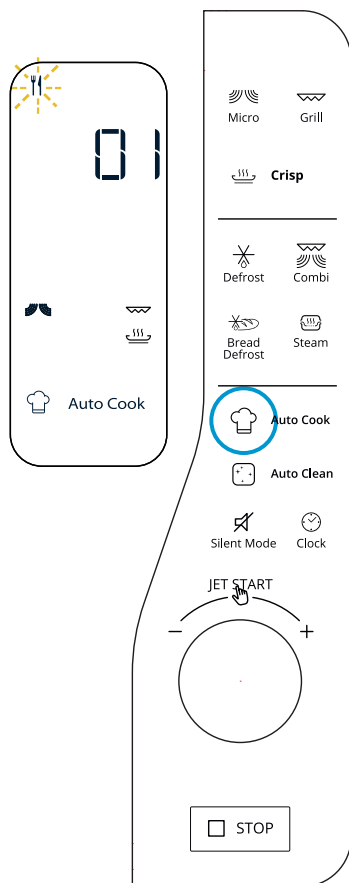 01
Auto Cook
Micro
Grill
Crisp
Defrost
Combi
Bread
Defrost
Steam
Auto Cook
Auto Clean
Silent Mode
Clock
JET START
− +
STOP